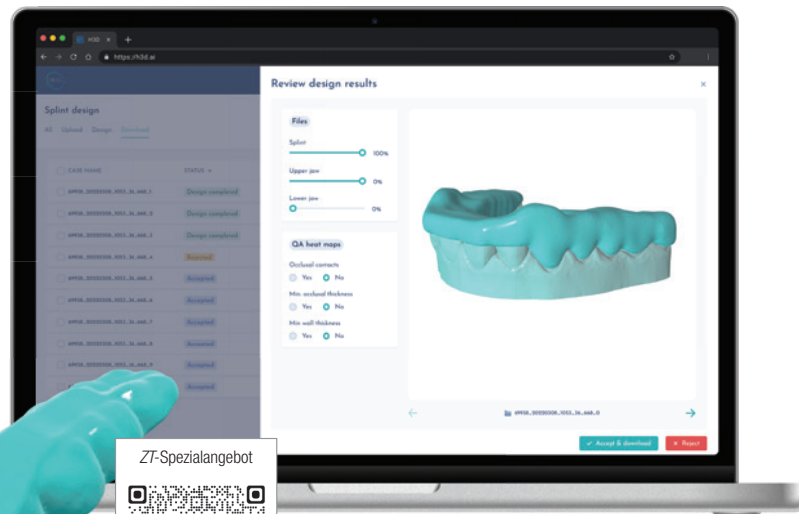 H3D
https://h3d.ai
Splint design
All Upload Design Download
CASE NAME STATUS
Design completed
Design completed
Design completed
Rejected
Accepted
Accepted
Accepted
Accepted
Accepted
Accepted
Review design results
Files
Splint
100%
Upper jaw
0%
Lower jaw
0%
QA heat maps
Occlusal contacts
Yes No
Min. occlusal thickness
Yes No
Min wall thickness
Yes No
Accept & download Reject
ZT-Spezialangebot